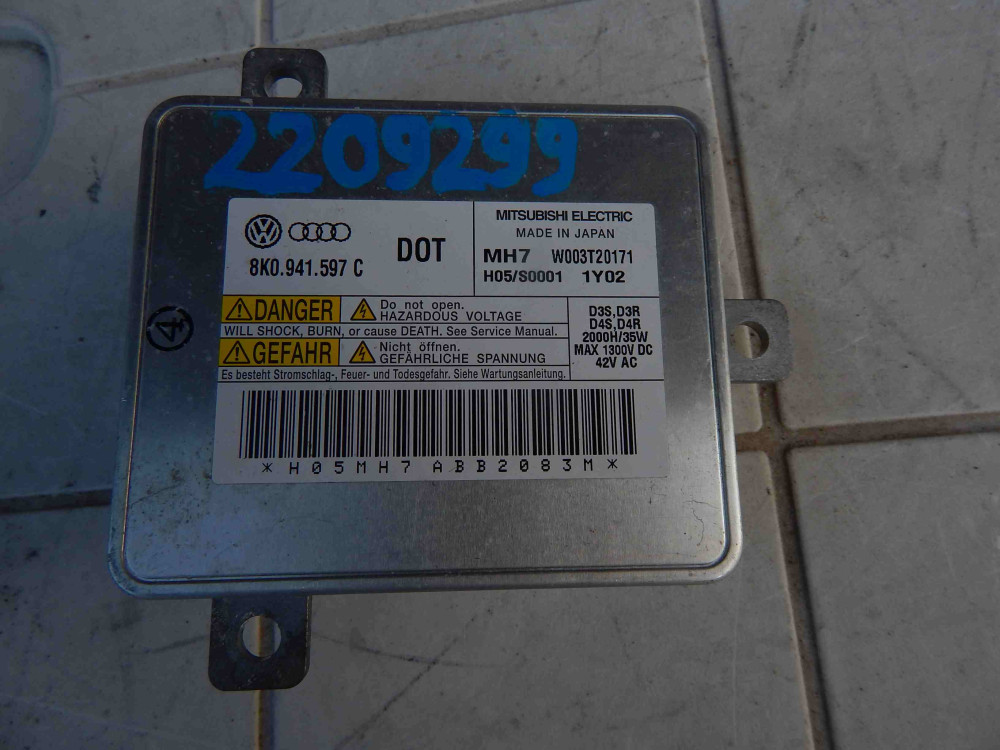 2209299
8K0.941.597 C
DOT
MITSUBISHI ELECTRIC
MADE IN JAPAN
MH7 W003T20171
H05/S0001 1Y02
DANGER
Do not open.
HAZARDOUS VOLTAGE
WILL SHOCK, BURN, or cause DEATH. See Service Manual.
GEFAHR
Nicht öffnen.
GEFÄHRLICHE SPANNUNG
Es besteht Stromschlag-, Feuer- und Todesgefahr. Siehe Wartungsanleitung.
D3S,D3R
D4S,D4R
2000H/35W
MAX 1300V DC
42V AC
4
*H05MH7ABB2083M*